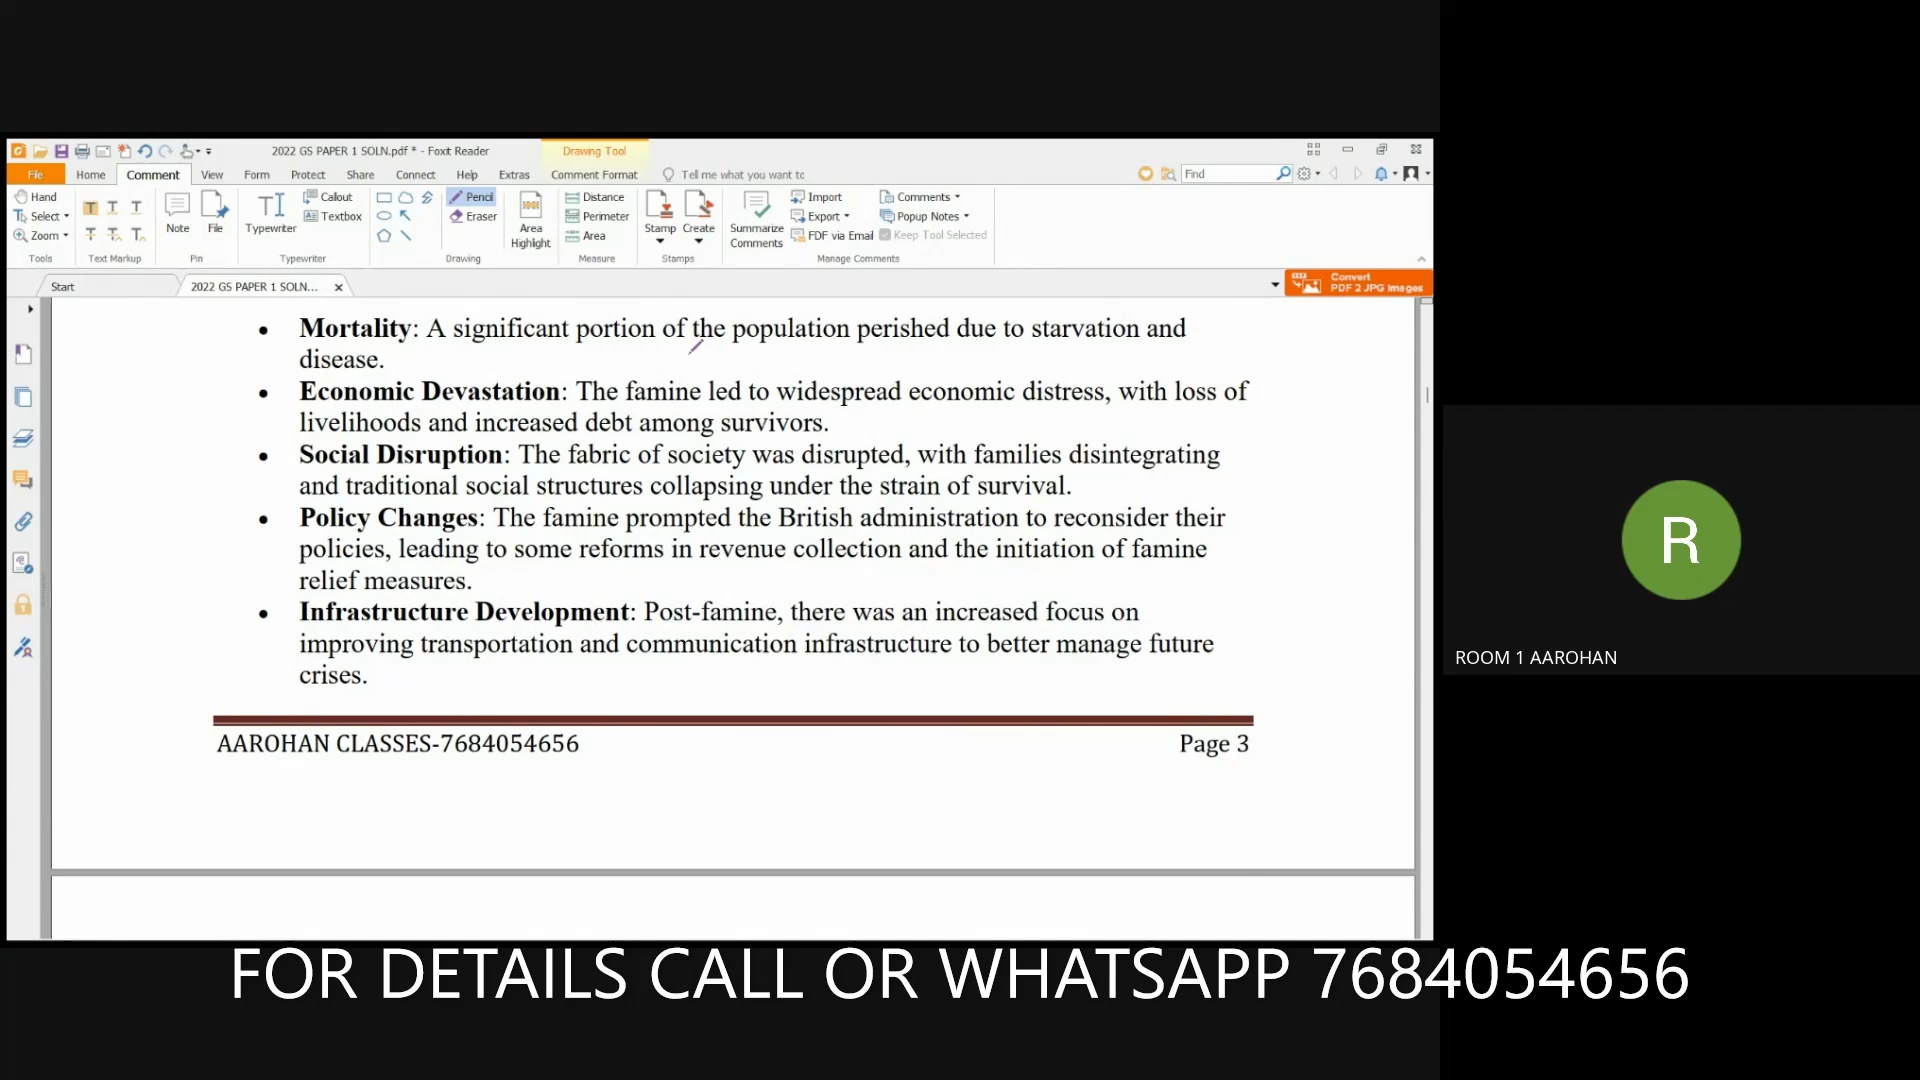 2022 GS PAPER 1 SOLN.pdf * - Foxit Reader
Drawing Tool
File
Home
Comment
View
Form
Protect
Share
Connect
Help
Extras
Comment Format
Tell me what you want to
Find
Hand
Select
Zoom
Tools
Text Markup
Note
File
Pin
Typewriter
Callout
Textbox
Typewriter
Pencil
Eraser
Drawing
Area
Highlight
Distance
Perimeter
Area
Measure
Stamp
Create
Stamps
Summarize
Comments
Import
Export
FDF via Email
Comments
Popup Notes
Keep Tool Selected
Manage Comments
Start
2022 GS PAPER 1 SOLN...
Convert
PDF 2 JPG Images
• Mortality: A significant portion of the population perished due to starvation and
disease.
• Economic Devastation: The famine led to widespread economic distress, with loss of
livelihoods and increased debt among survivors.
• Social Disruption: The fabric of society was disrupted, with families disintegrating
and traditional social structures collapsing under the strain of survival.
• Policy Changes: The famine prompted the British administration to reconsider their
policies, leading to some reforms in revenue collection and the initiation of famine
relief measures.
• Infrastructure Development: Post-famine, there was an increased focus on
improving transportation and communication infrastructure to better manage future
crises.
AAROHAN CLASSES-7684054656 Page 3
R
ROOM 1 AAROHAN
FOR DETAILS CALL OR WHATSAPP 7684054656